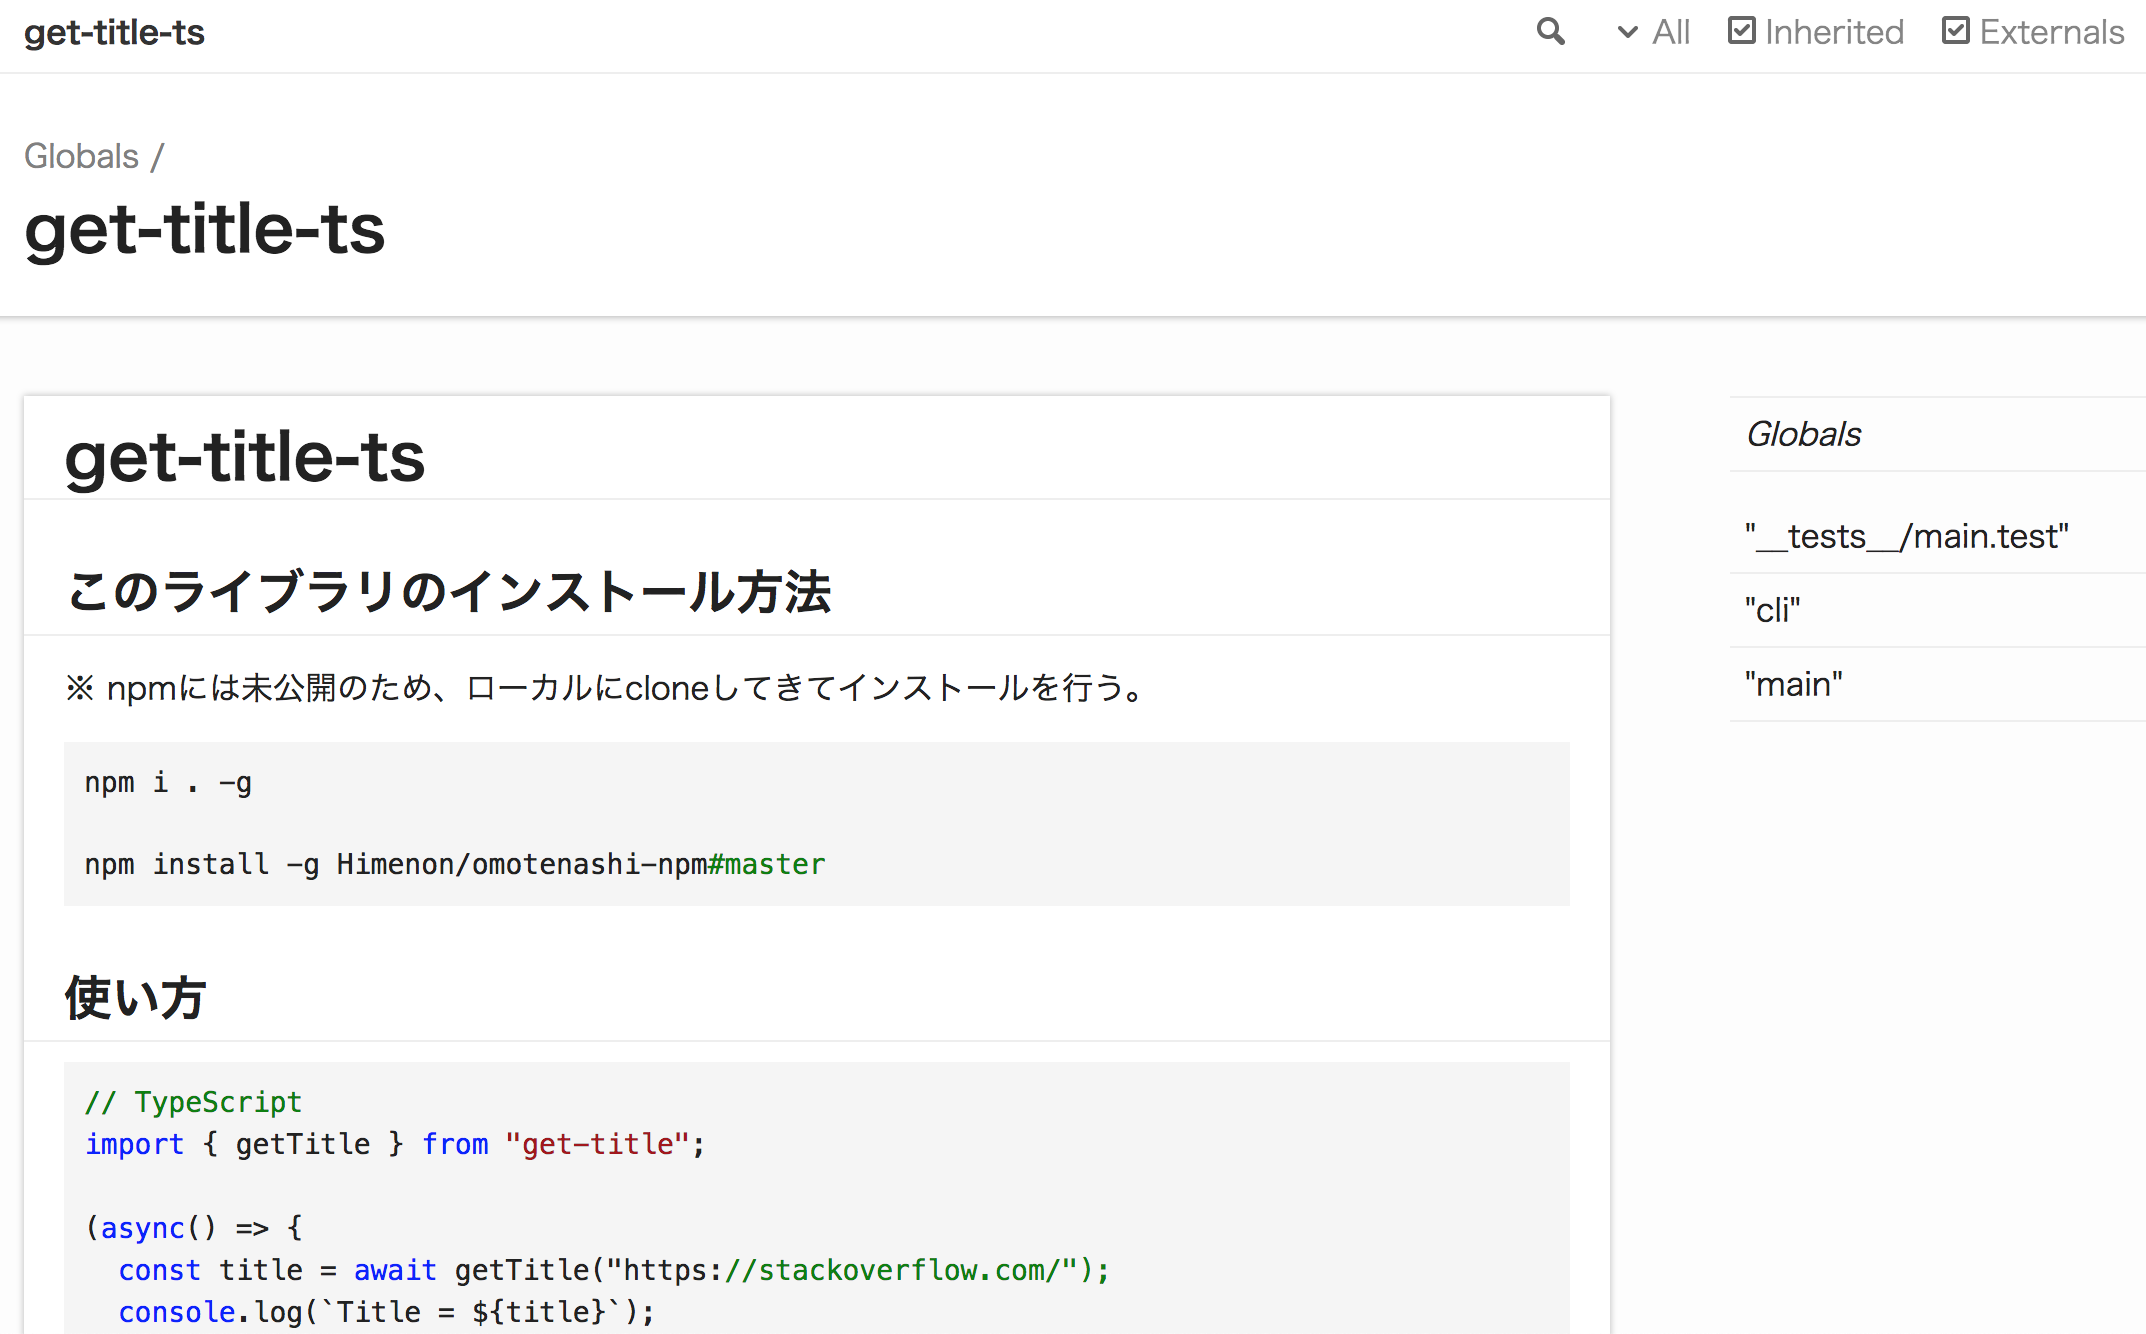 get-title-ts
All Inherited Externals
Globals /
get-title-ts
get-title-ts
このライブラリのインストール方法
※ npmには未公開のため、ローカルにcloneしてきてインストールを行う。
npm i . -g
npm install -g Himenon/omotenashi-npm#master
使い方
// TypeScript
import { getTitle } from "get-title";
(async() => {
  const title = await getTitle("https://stackoverflow.com/");
  console.log(`Title = ${title}`);
Globals
"__tests__/main.test"
"cli"
"main"